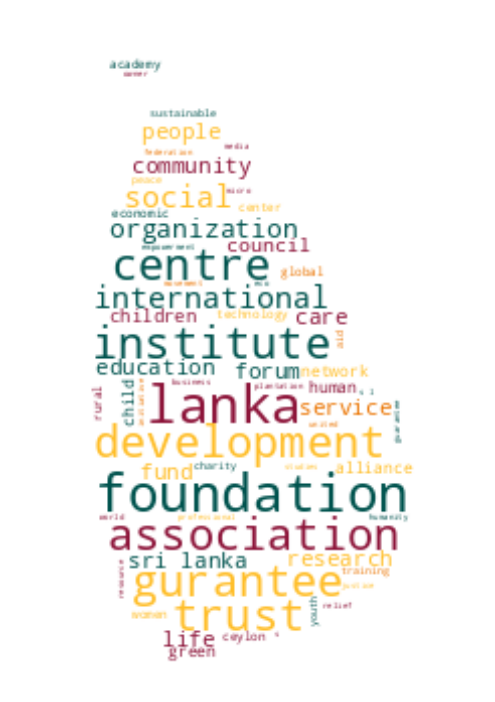 academy
sustainable
people
media
federation
community
peace
social
micro
center
economic
organization
council
empowerment
centre
global
movement
international
children
technology
care
institute
aid
education
forum
network
business
plantation
human
rural
child
lanka
service
united
development
fund
charity
studies
alliance
foundation
world
professional
humanity
association
sri lanka
research
resource
training
gurantee
justice
women
trust
youth
relief
life
ceylon
green